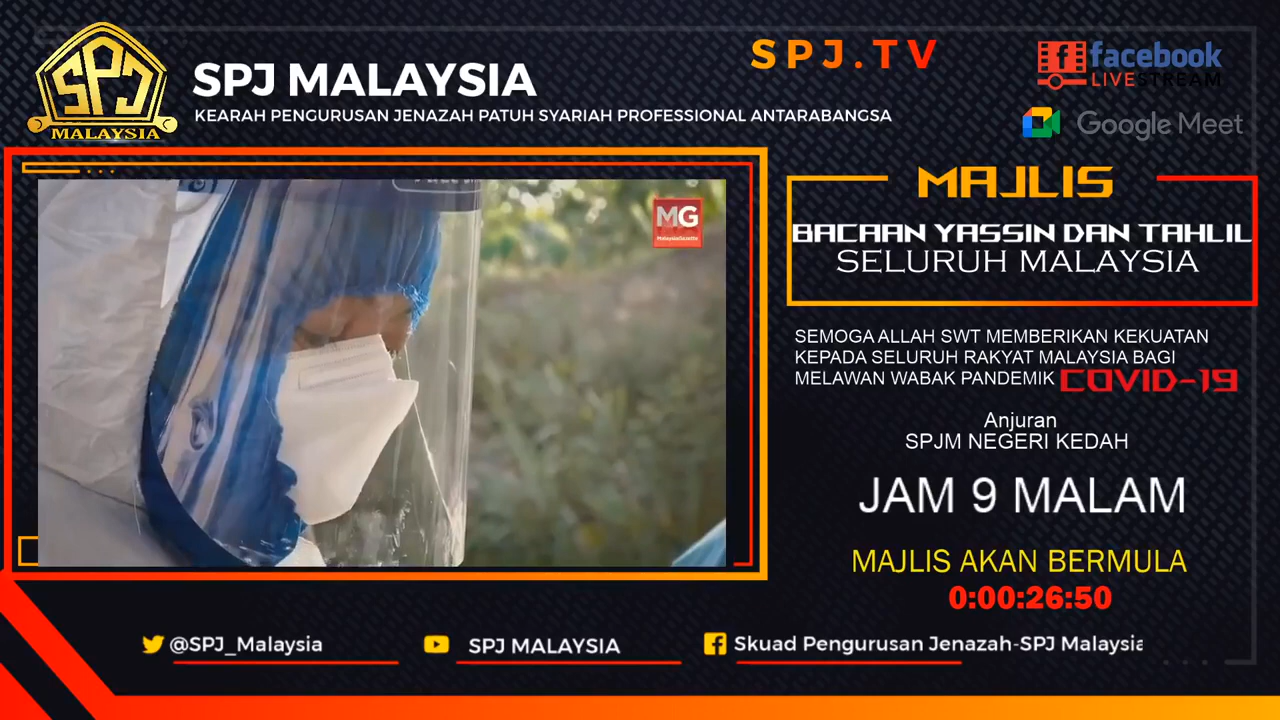 SPJ
MALAYSIA
SPJ MALAYSIA
KEARAH PENGURUSAN JENAZAH PATUH SYARIAH PROFESSIONAL ANTARABANGSA
SPJ.TV
facebook
LIVESTREAM
Google Meet
MG
MalaysiaGazette
MAJLIS
BACAAN YASSIN DAN TAHLIL
SELURUH MALAYSIA
SEMOGA ALLAH SWT MEMBERIKAN KEKUATAN
KEPADA SELURUH RAKYAT MALAYSIA BAGI
MELAWAN WABAK PANDEMIK COVID-19
Anjuran
SPJM NEGERI KEDAH
JAM 9 MALAM
MAJLIS AKAN BERMULA
0:00:26:50
@SPJ_Malaysia
SPJ MALAYSIA
Skuad Pengurusan Jenazah-SPJ Malaysia